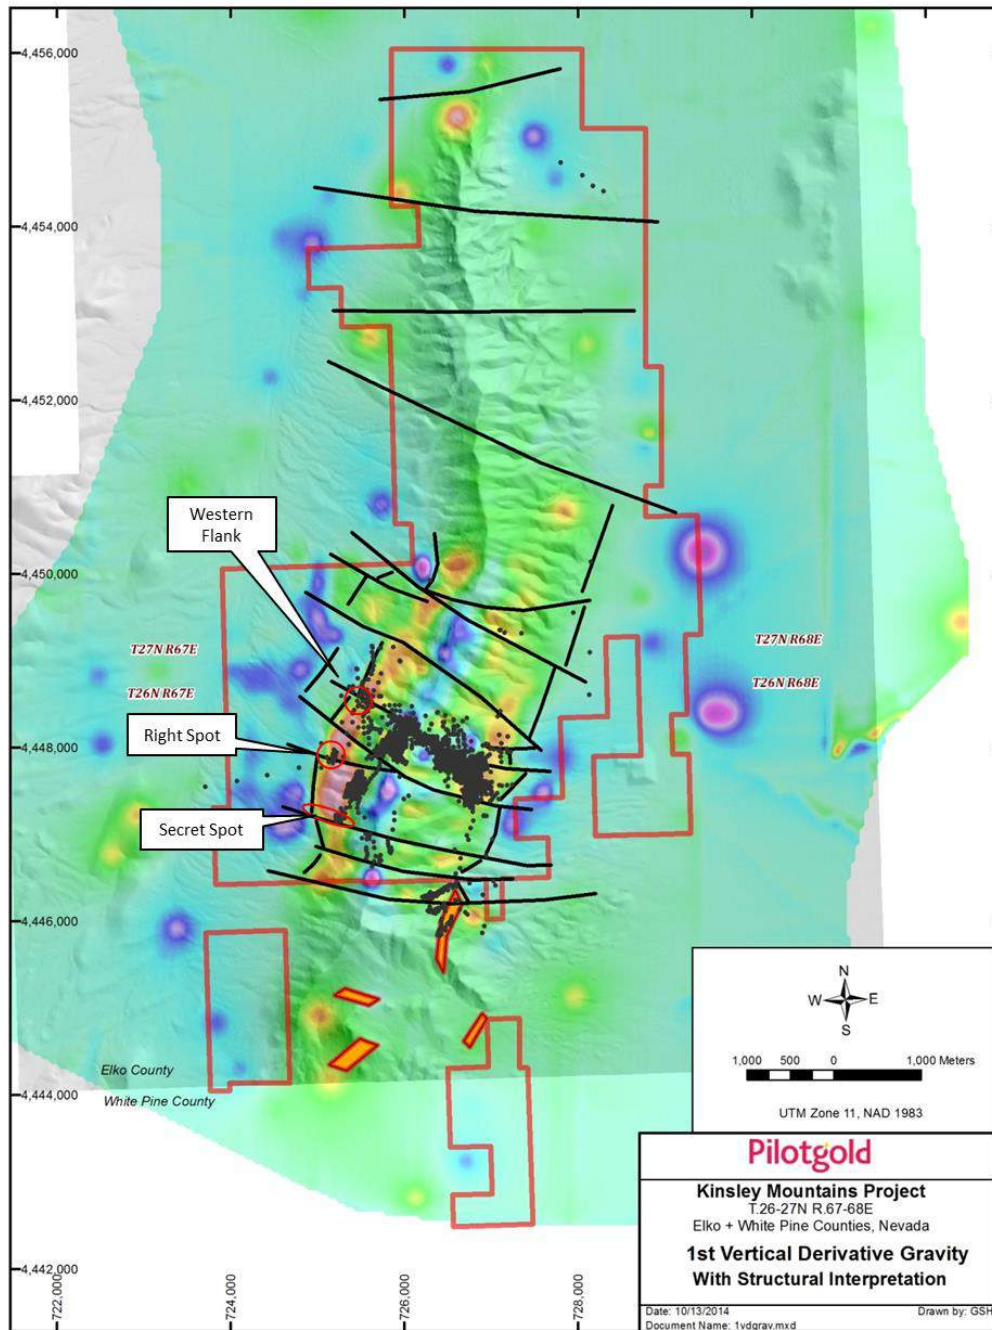 4,456,000
4,454,000
4,452,000
Western
Flank
4,450,000
T27N R67E
T27N R68E
T26N R67E
T26N R68E
Right Spot
4,448,000
Secret Spot
4,446,000
N
W E
S
Elko County
White Pine County
1,000 500 0 1,000 Meters
4,444,000
UTM Zone 11, NAD 1983
Pilotgold
Kinsley Mountains Project
T.26-27N R.67-68E
Elko + White Pine Counties, Nevada
1st Vertical Derivative Gravity
With Structural Interpretation
4,442,000
722,000
724,000
726,000
728,000
Date: 10/13/2014 Drawn by: GSH
Document Name: 1vdgrav.mxd